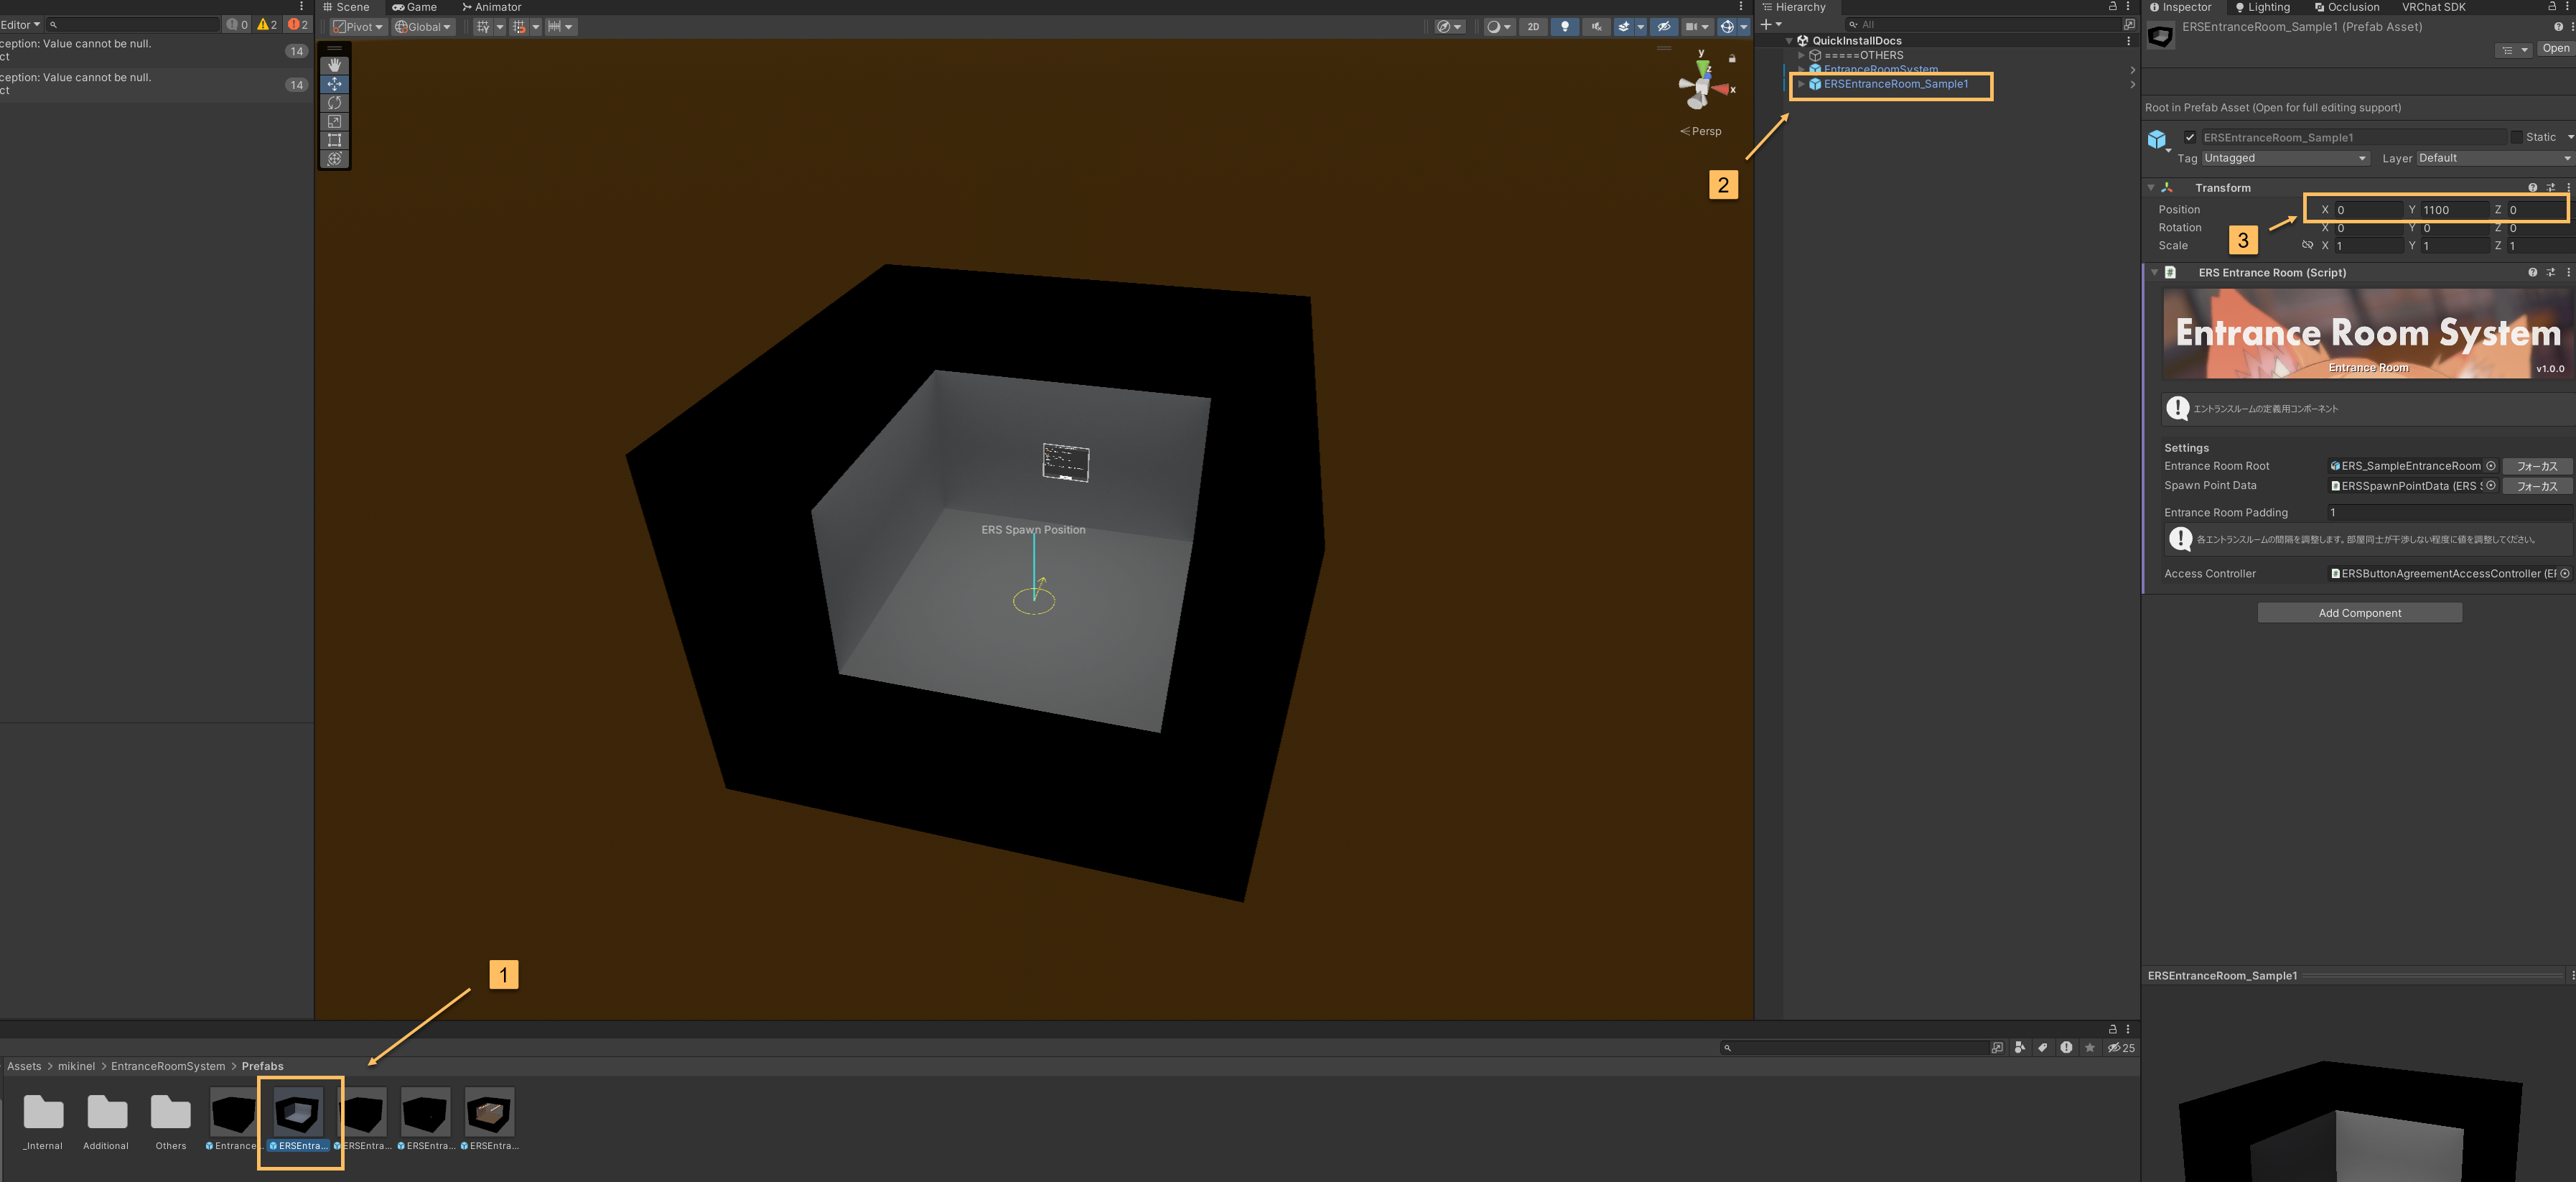 Editor
0
2
2
ception: Value cannot be null.
ct
14
ception: Value cannot be null.
ct
14
Scene
Game
Animator
Pivot
Global
2D
y
z
x
Persp
ERS Spawn Position
Hierarchy
All
QuickInstallDocs
=====OTHERS
EntranceRoomSystem
ERSEntranceRoom_Sample1
2
Inspector
Lighting
Occlusion
VRChat SDK
ERSEntranceRoom_Sample1 (Prefab Asset)
Open
Root in Prefab Asset (Open for full editing support)
ERSEntranceRoom_Sample1
Static
Tag Untagged
Layer Default
Transform
Position X 0 Y 1100 Z 0
Rotation X 0 Y 0 Z 0
Scale X 1 Y 1 Z 1
3
ERS Entrance Room (Script)
Entrance Room System
Entrance Room
v1.0.0
エントランスルームの定義用コンポーネント
Settings
Entrance Room Root ERS_SampleEntranceRoom フォーカス
Spawn Point Data ERSSpawnPointData (ERS フォーカス
Entrance Room Padding 1
各エントランスルームの間隔を調整します。部屋同士が干渉しない程度に値を調整してください。
Access Controller ERSButtonAgreementAccessController (E
Add Component
ERSEntranceRoom_Sample1
1
25
Assets > mikinel > EntranceRoomSystem > Prefabs
_Internal
Additional
Others
Entrance...
ERSEntra...
ERSEntra...
ERSEntra...
ERSEntra...